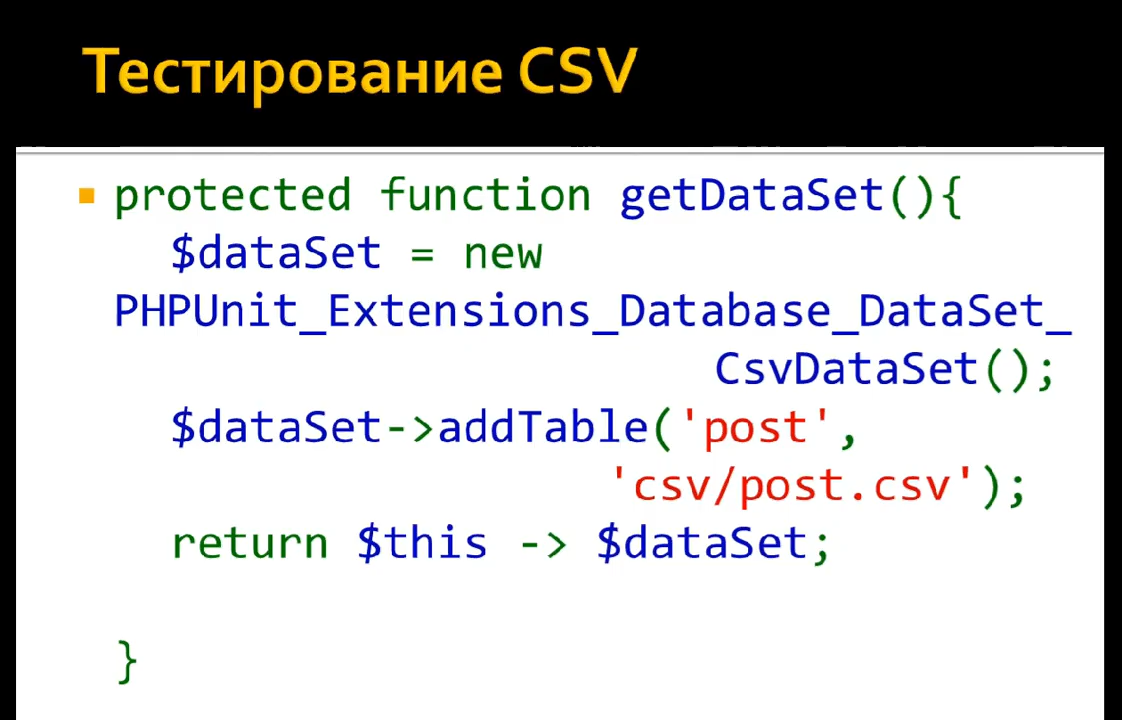 Тестирование CSV
protected function getDataSet(){
$dataSet = new
PHPUnit_Extensions_Database_DataSet_
CsvDataSet();
$dataSet->addTable('post',
'csv/post.csv');
return $this -> $dataSet;
}